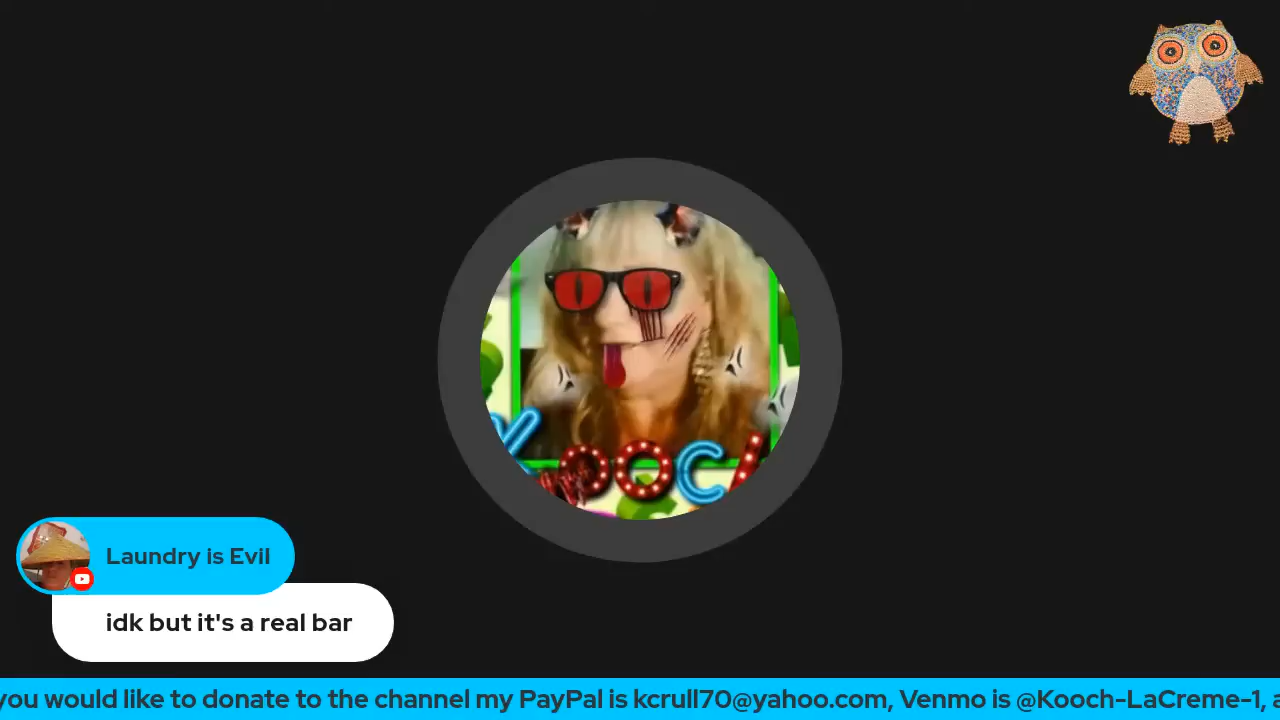 KOOCH
Laundry is Evil
idk but it's a real bar
you would like to donate to the channel my PayPal is kcrull70@yahoo.com, Venmo is @Kooch-LaCreme-1, a